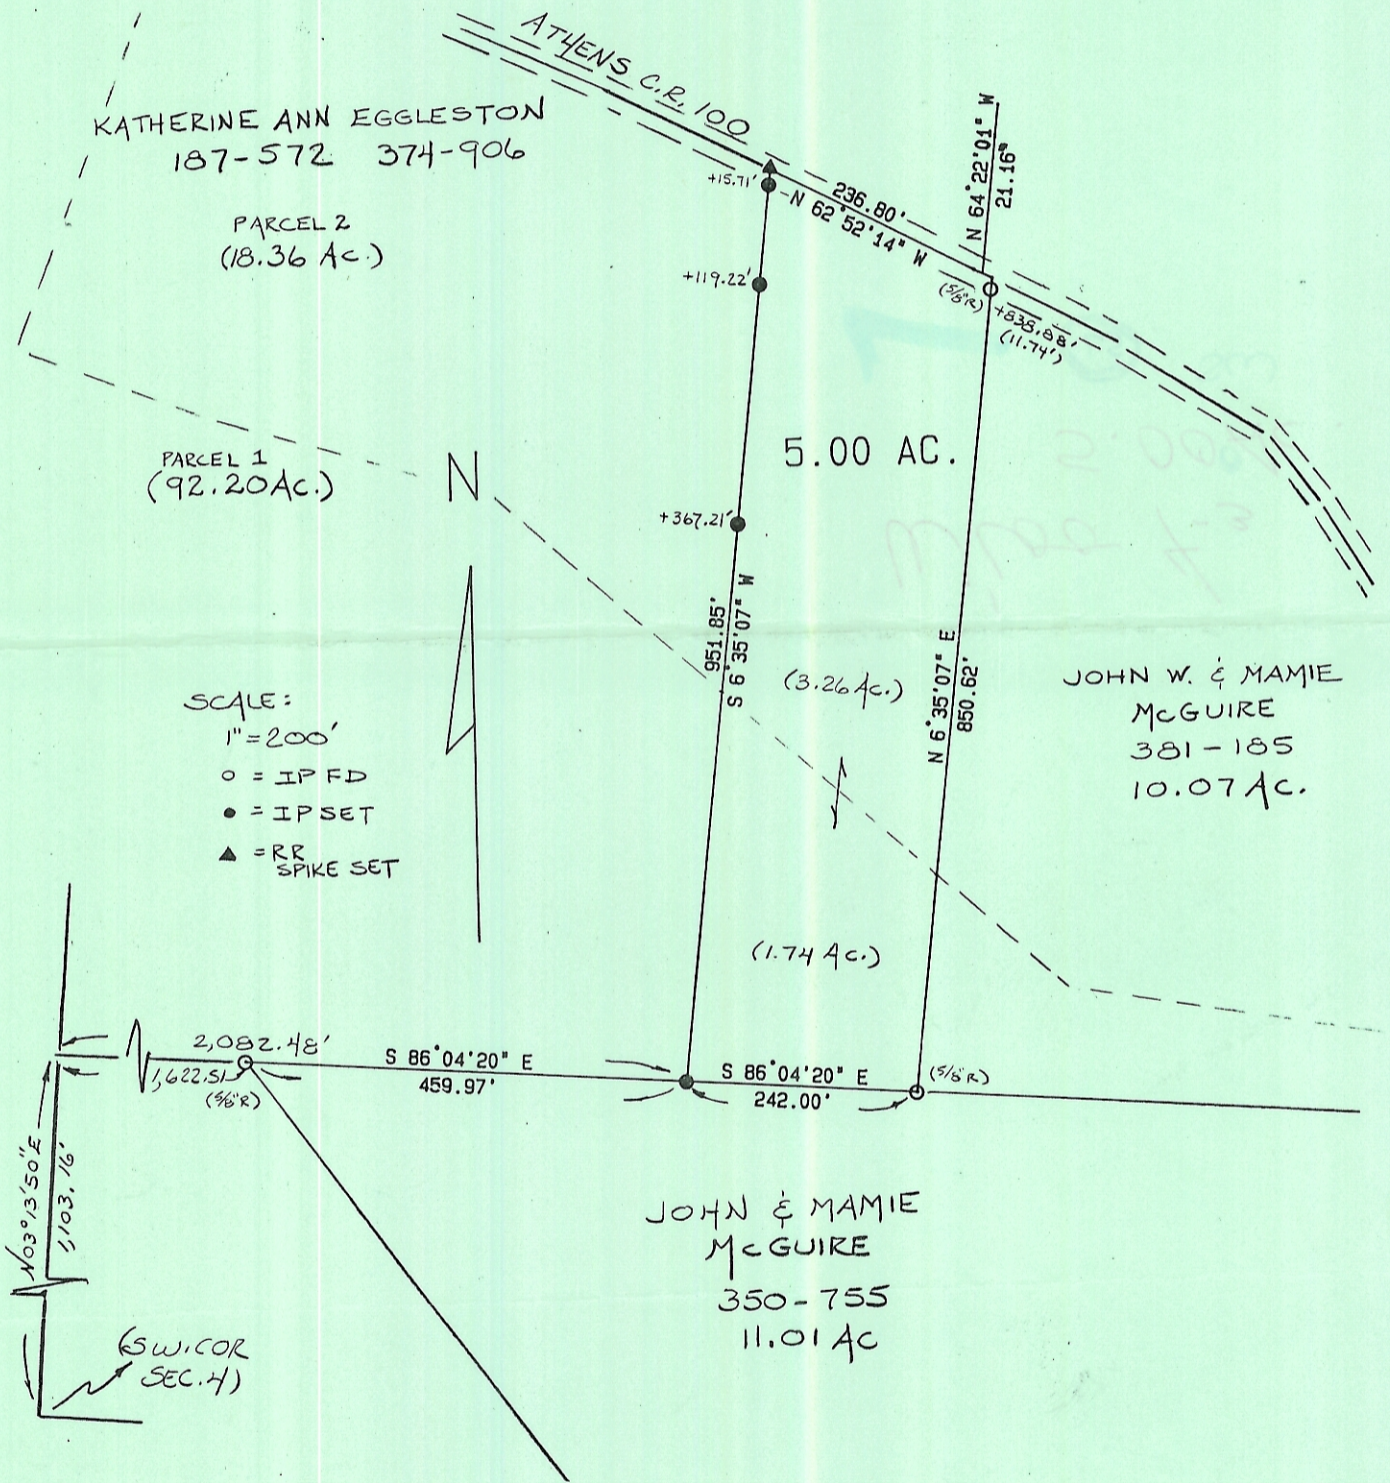 ATHENS C.R. 100
KATHERINE ANN EGGLESTON
187-572 374-906
PARCEL 2
(18.36 AC.)
+15.71'
236.80'
N 62°52'14" W
N 64°22'01" W
21.16"
+119.22'
(5/8"R)
+838.88'
(11.74')
5.00 AC.
PARCEL 1
(92.20 AC.)
N
+367.21'
951.85'
S 6°35'07" W
N 6°35'07" E
850.62'
(3.26 AC.)
JOHN W. & MAMIE
McGUIRE
381-185
10.07 AC.
SCALE:
1"=200'
○ = IP FD
● = IP SET
▲ = RR
SPIKE SET
(1.74 AC.)
2,082.48'
1,622.51'
(5/8"R)
S 86°04'20" E
459.97'
S 86°04'20" E
242.00'
(5/8"R)
N03°13'50"E
1,103.16'
JOHN & MAMIE
McGUIRE
350-755
11.01 AC
(S.W. COR
SEC. 4)